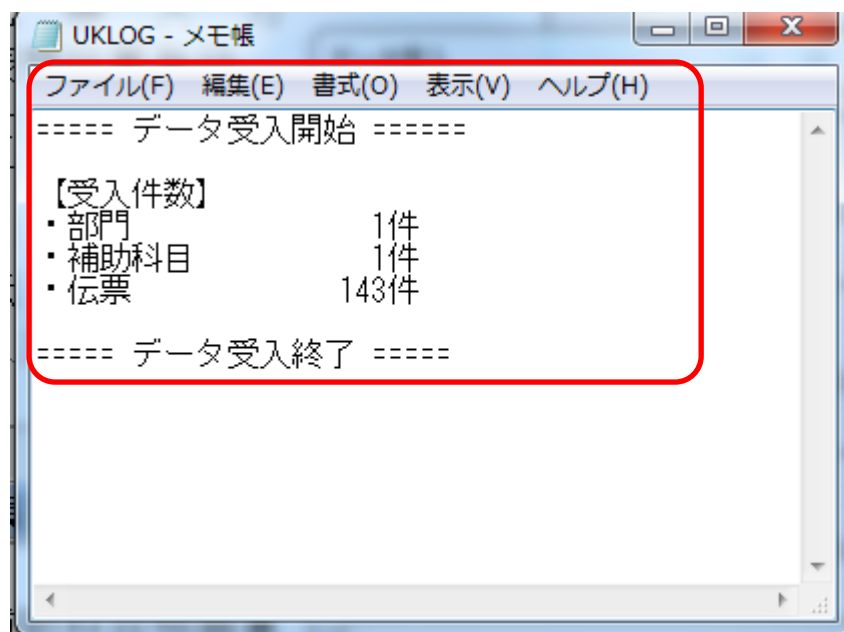 UKLOG - メモ帳
ファイル(F) 編集(E) 書式(O) 表示(V) ヘルプ(H)
===== データ受入開始 ======
【受入件数】
・部門 1件
・補助科目 1件
・伝票 143件
===== データ受入終了 =====